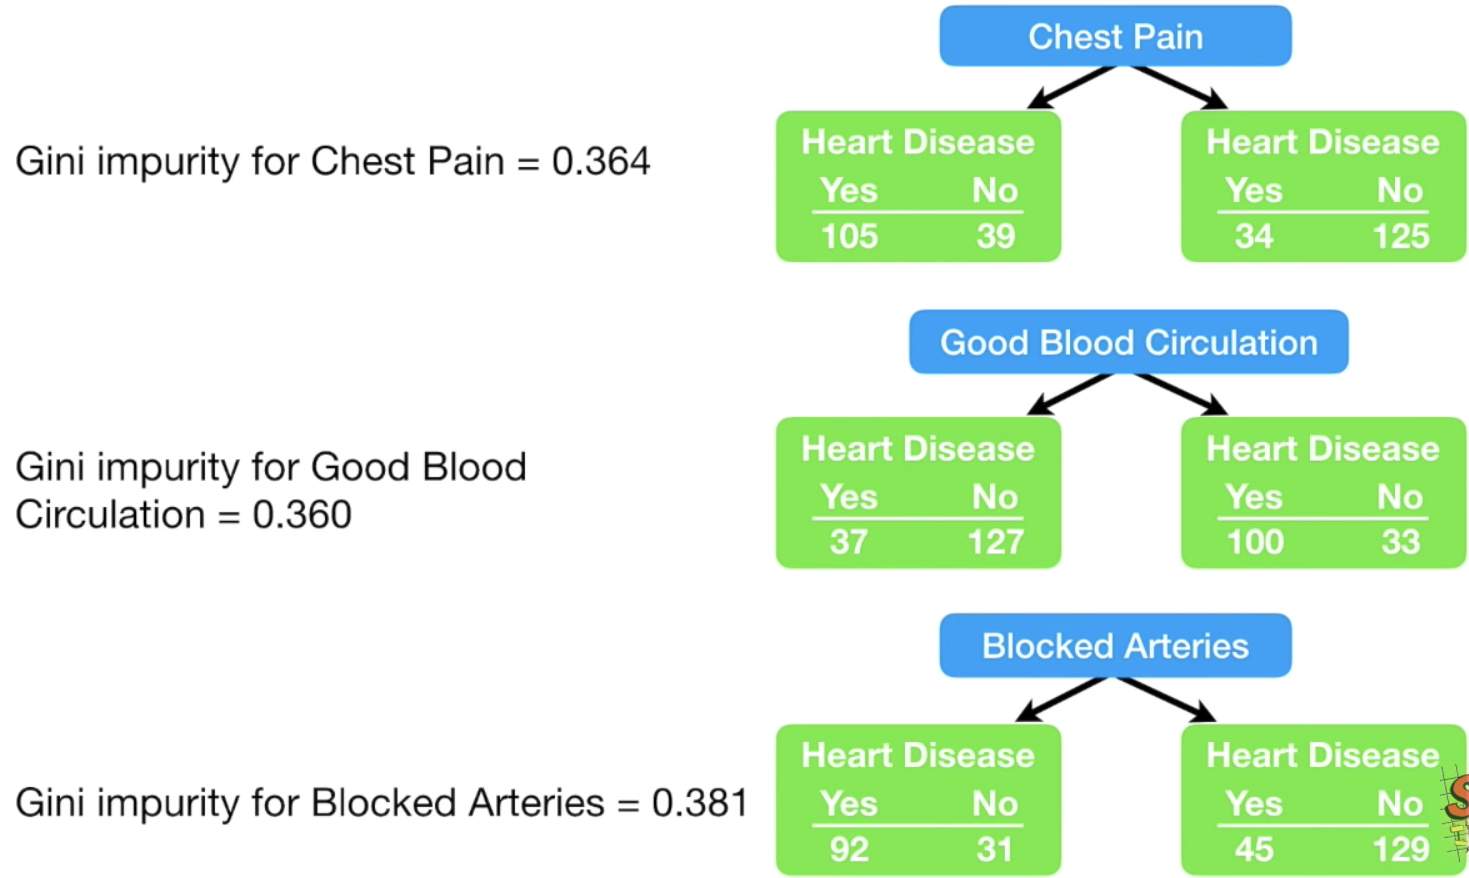 Chest Pain
Gini impurity for Chest Pain = 0.364
Heart Disease
Yes No
105 39
Heart Disease
Yes No
34 125
Good Blood Circulation
Gini impurity for Good Blood
Circulation = 0.360
Heart Disease
Yes No
37 127
Heart Disease
Yes No
100 33
Blocked Arteries
Gini impurity for Blocked Arteries = 0.381
Heart Disease
Yes No
92 31
Heart Disease
Yes No
45 129